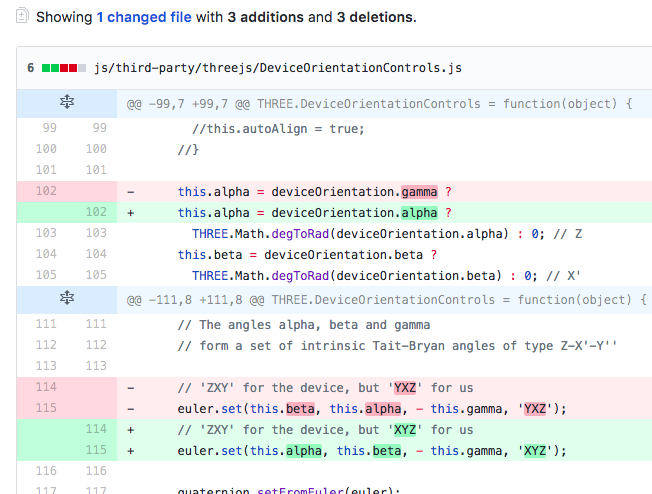 Showing 1 changed file with 3 additions and 3 deletions.
6 js/third-party/threejs/DeviceOrientationControls.js
@@ -99,7 +99,7 @@ THREE.DeviceOrientationControls = function(object) {
99 99 //this.autoAlign = true;
100 100 //}
101 101
102 - this.alpha = deviceOrientation.gamma ?
102 + this.alpha = deviceOrientation.alpha ?
103 103 THREE.Math.degToRad(deviceOrientation.alpha) : 0; // Z
104 104 this.beta = deviceOrientation.beta ?
105 105 THREE.Math.degToRad(deviceOrientation.beta) : 0; // X'
@@ -111,8 +111,8 @@ THREE.DeviceOrientationControls = function(object) {
111 111 // The angles alpha, beta and gamma
112 112 // form a set of intrinsic Tait-Bryan angles of type Z-X'-Y''
113 113
114 - // 'ZXY' for the device, but 'YXZ' for us
115 - euler.set(this.beta, this.alpha, - this.gamma, 'YXZ');
114 + // 'ZXY' for the device, but 'XYZ' for us
115 + euler.set(this.alpha, this.beta, - this.gamma, 'XYZ');
116 116
117 117 quaternion.setFromEuler(euler);